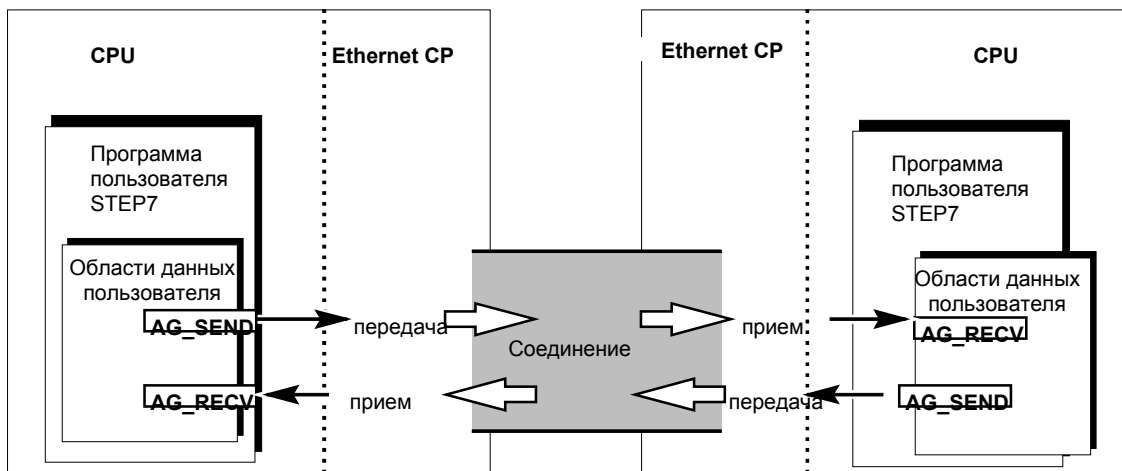 CPU
Ethernet CP
Ethernet CP
CPU
Программа
пользователя
STEP7
Программа
пользователя
STEP7
Области данных
пользователя
Области данных
пользователя
AG_SEND
передача
прием
AG_RECV
Соединение
AG_RECV
прием
передача
AG_SEND